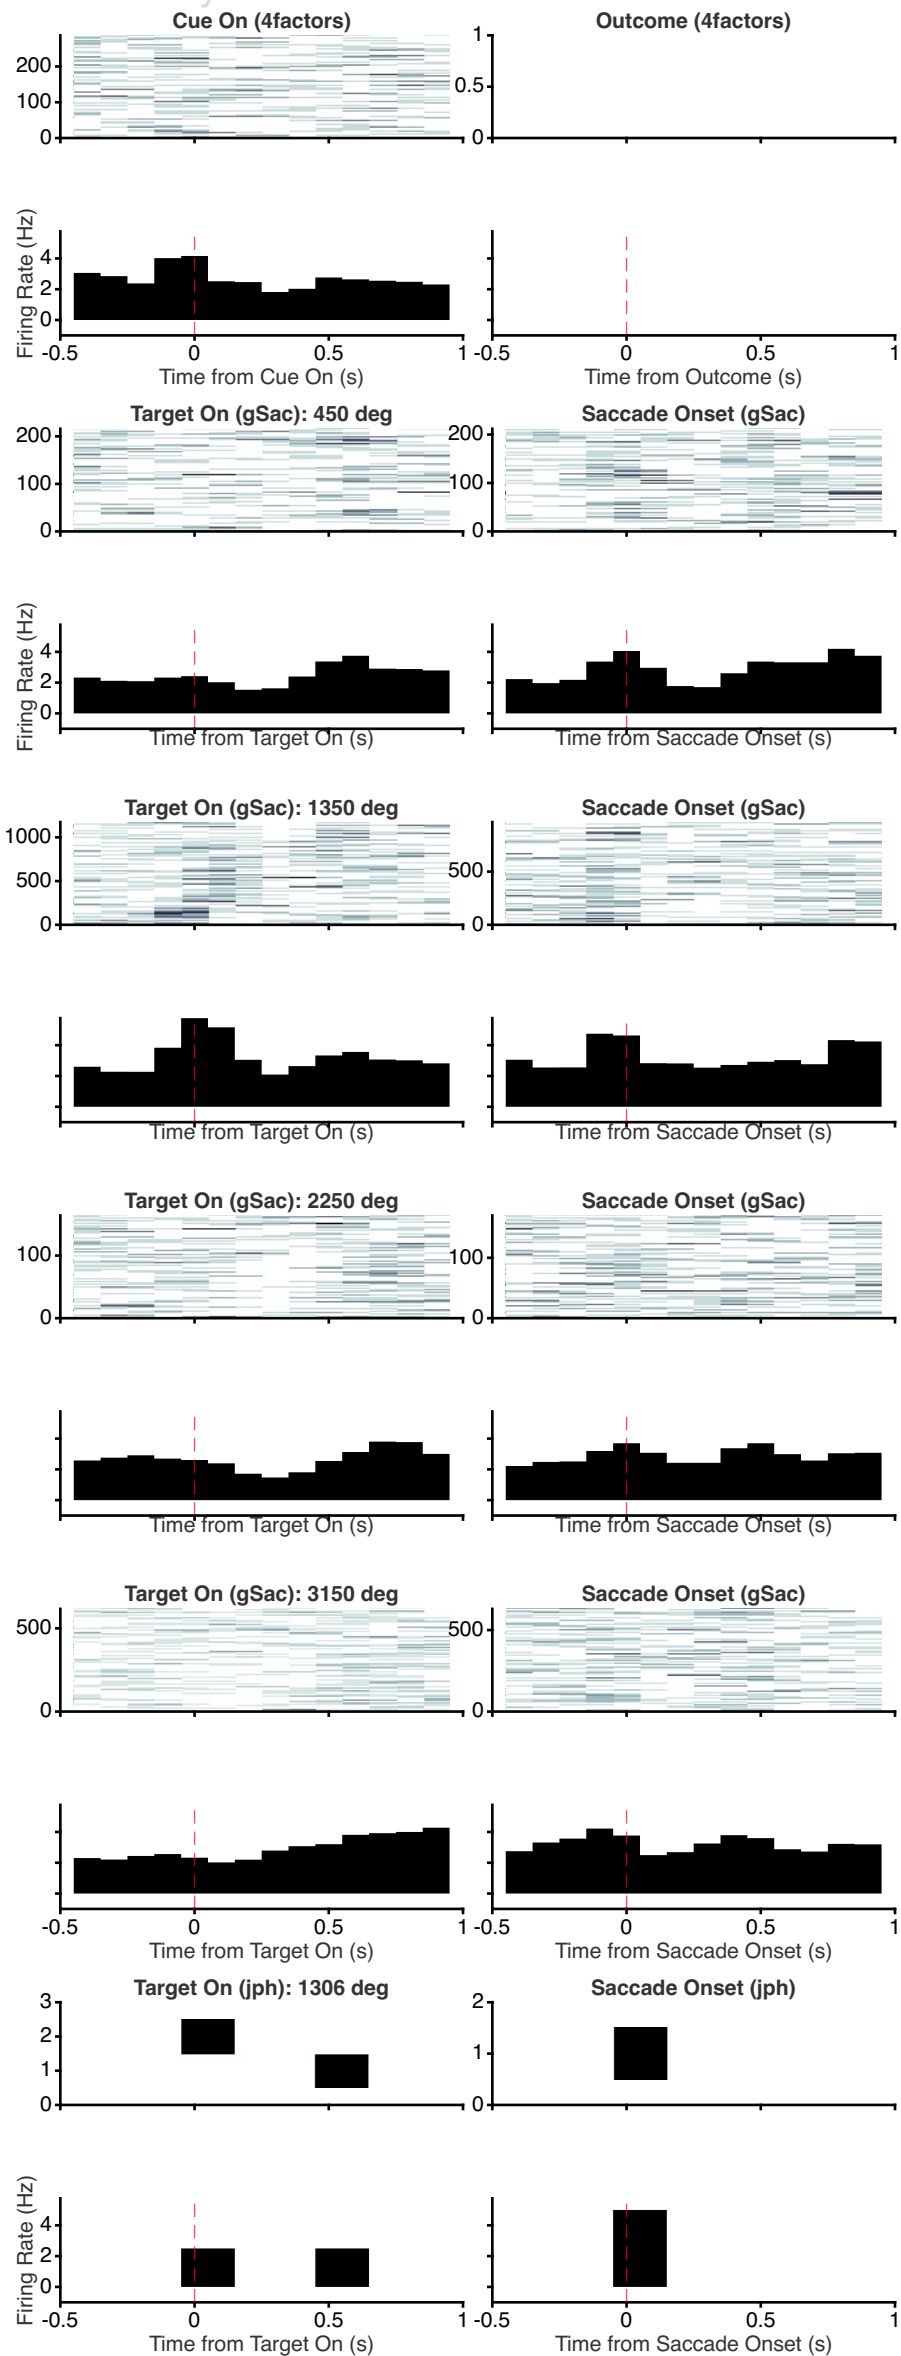 Cue On (4factors) Outcome (4factors)
200
100
0
1
0.5
0
Firing Rate (Hz)
4
2
0
-0.5 0 0.5 1 -0.5 0 0.5 1
Time from Cue On (s) Time from Outcome (s)
Target On (gSac): 450 deg Saccade Onset (gSac)
200
100
0
200
100
0
Firing Rate (Hz)
4
2
0
Time from Target On (s) Time from Saccade Onset (s)
Target On (gSac): 1350 deg Saccade Onset (gSac)
1000
500
0
500
0
Time from Target On (s) Time from Saccade Onset (s)
Target On (gSac): 2250 deg Saccade Onset (gSac)
100
0
100
0
Time from Target On (s) Time from Saccade Onset (s)
Target On (gSac): 3150 deg Saccade Onset (gSac)
500
0
500
0
-0.5 0 0.5 1 -0.5 0 0.5 1
Time from Target On (s) Time from Saccade Onset (s)
Target On (jph): 1306 deg Saccade Onset (jph)
3
2
1
0
2
1
0
Firing Rate (Hz)
4
2
0
-0.5 0 0.5 1 -0.5 0 0.5 1
Time from Target On (s) Time from Saccade Onset (s)